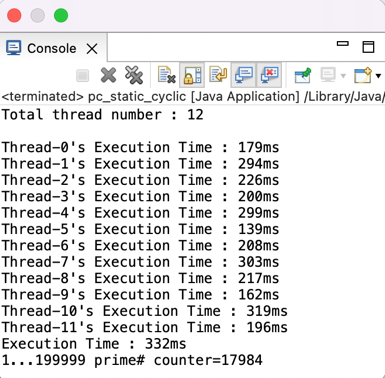 Console
<terminated> pc_static_cyclic [Java Application] /Library/Java/
Total thread number : 12
Thread-0's Execution Time : 179ms
Thread-1's Execution Time : 294ms
Thread-2's Execution Time : 226ms
Thread-3's Execution Time : 200ms
Thread-4's Execution Time : 299ms
Thread-5's Execution Time : 139ms
Thread-6's Execution Time : 208ms
Thread-7's Execution Time : 303ms
Thread-8's Execution Time : 217ms
Thread-9's Execution Time : 162ms
Thread-10's Execution Time : 319ms
Thread-11's Execution Time : 196ms
Execution Time : 332ms
1...199999 prime# counter=17984